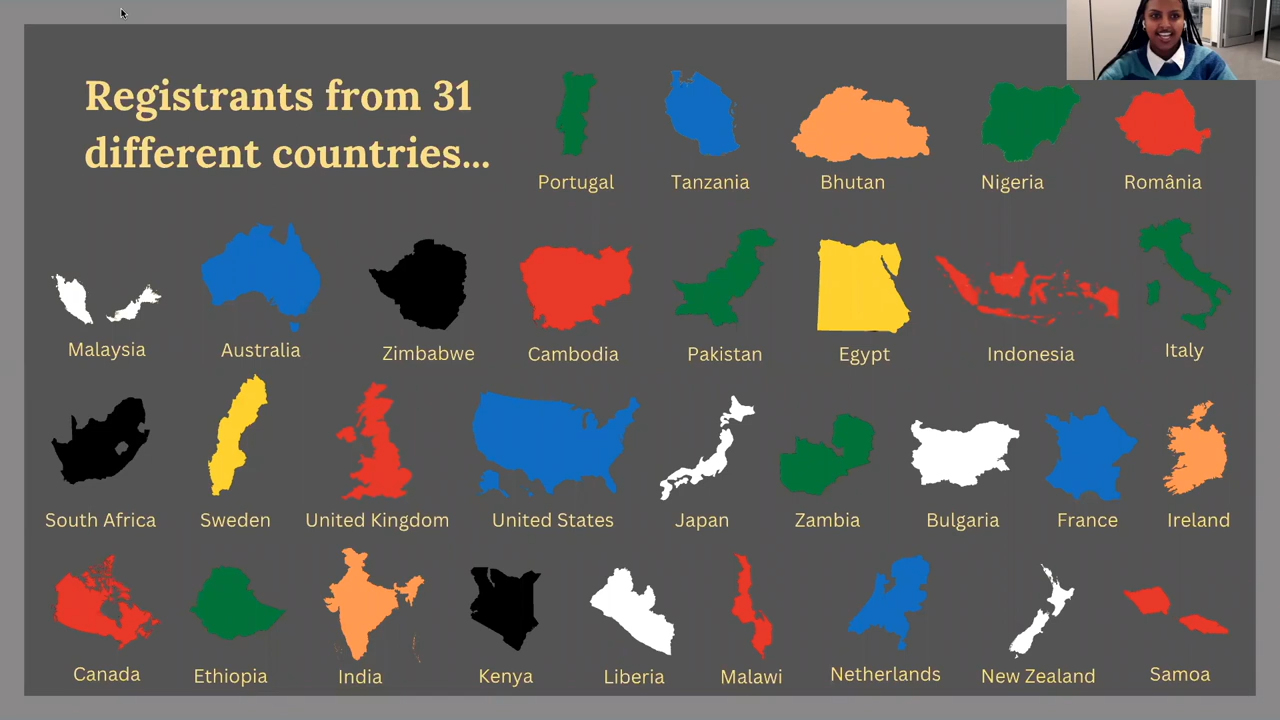 Registrants from 31
different countries...
Portugal
Tanzania
Bhutan
Nigeria
România
Malaysia
Australia
Zimbabwe
Cambodia
Pakistan
Egypt
Indonesia
Italy
South Africa
Sweden
United Kingdom
United States
Japan
Zambia
Bulgaria
France
Ireland
Canada
Ethiopia
India
Kenya
Liberia
Malawi
Netherlands
New Zealand
Samoa